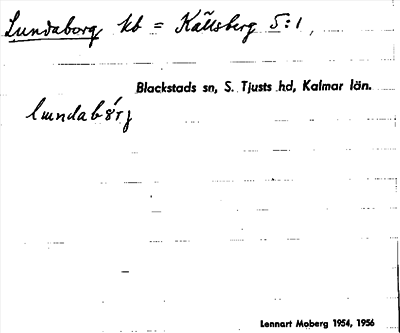 Lundaborg kb = Källsberg 5:1,
Blackstads sn, S. Tjusts hd, Kalmar län.
Lennart Moberg 1954, 1956